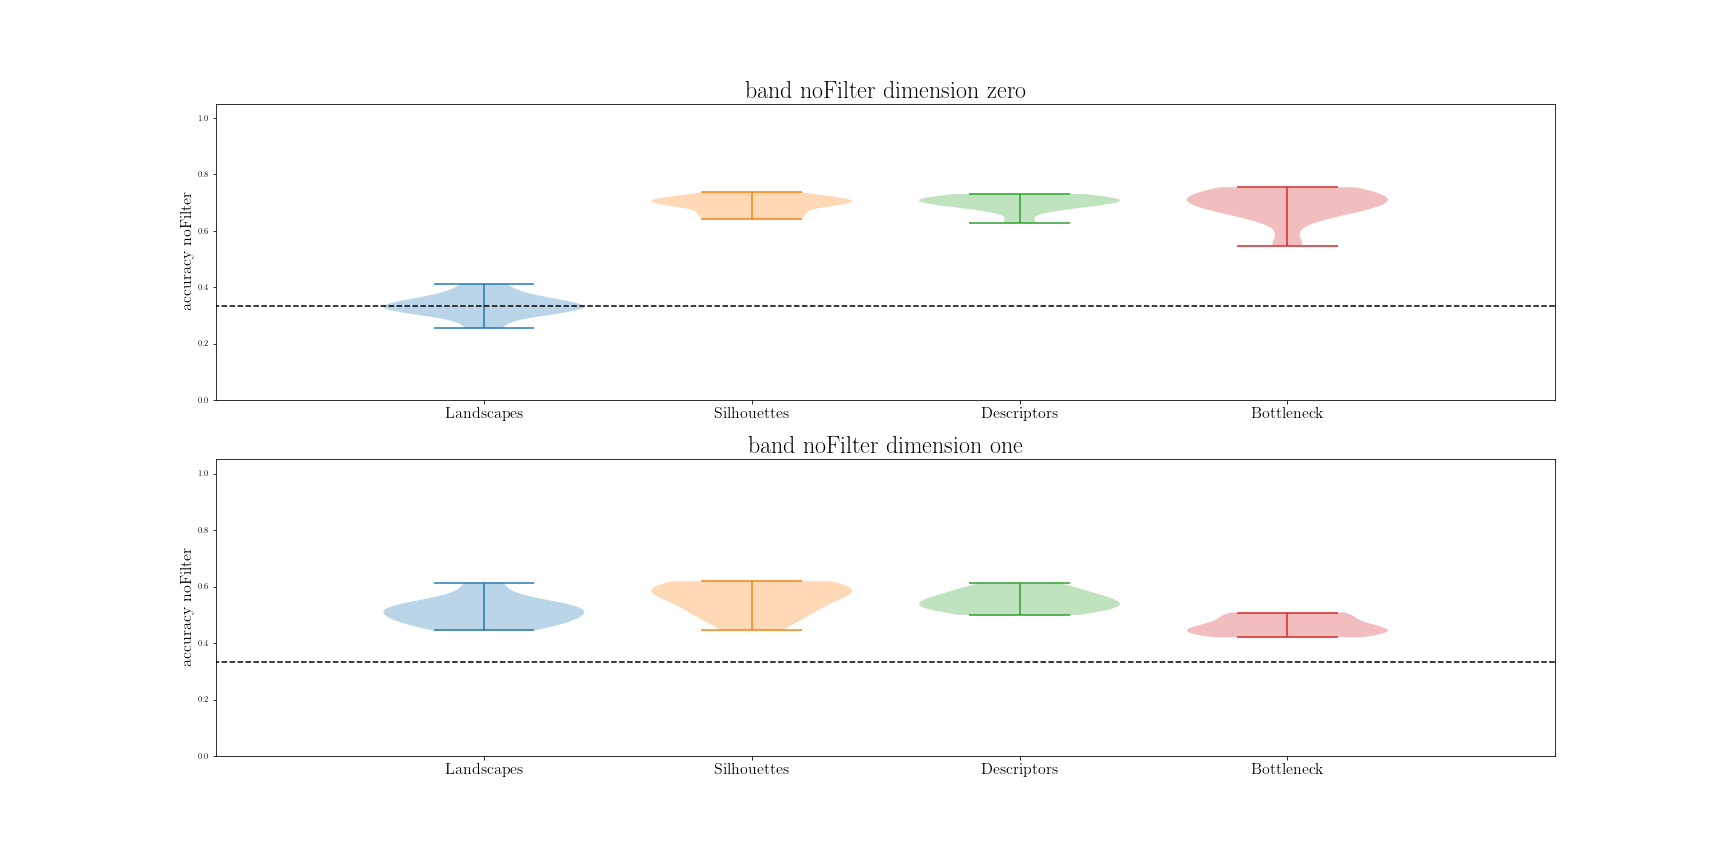 band noFilter dimension zero
accuracy noFilter
1.0
0.8
0.6
0.4
0.2
0.0
Landscapes Silhouettes Descriptors Bottleneck
band noFilter dimension one
accuracy noFilter
1.0
0.8
0.6
0.4
0.2
0.0
Landscapes Silhouettes Descriptors Bottleneck